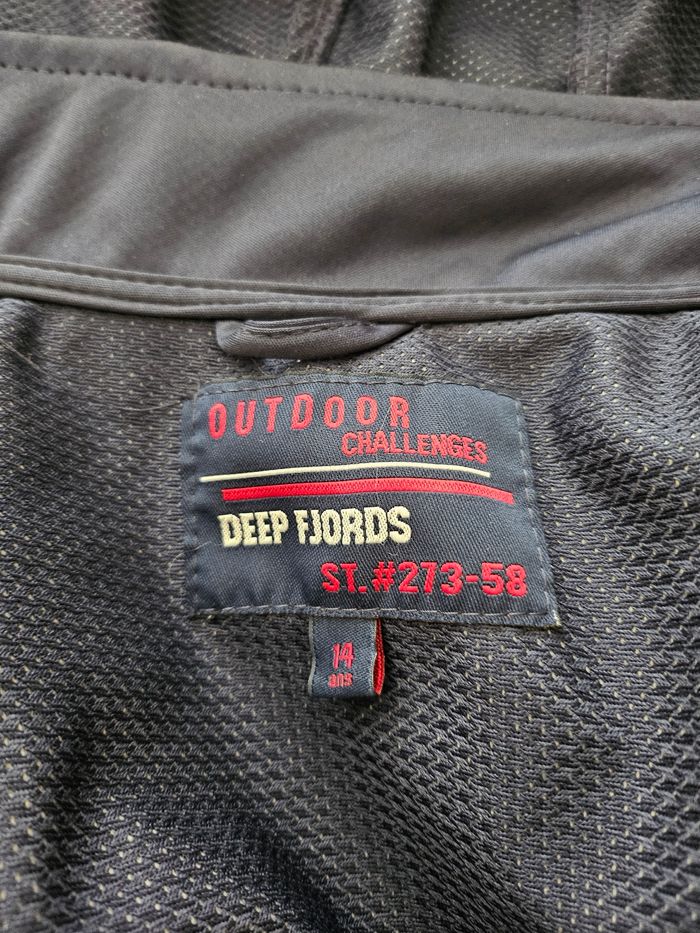 OUTDOOR
CHALLENGES
DEEP FJORDS
ST.#273-58
14
ans